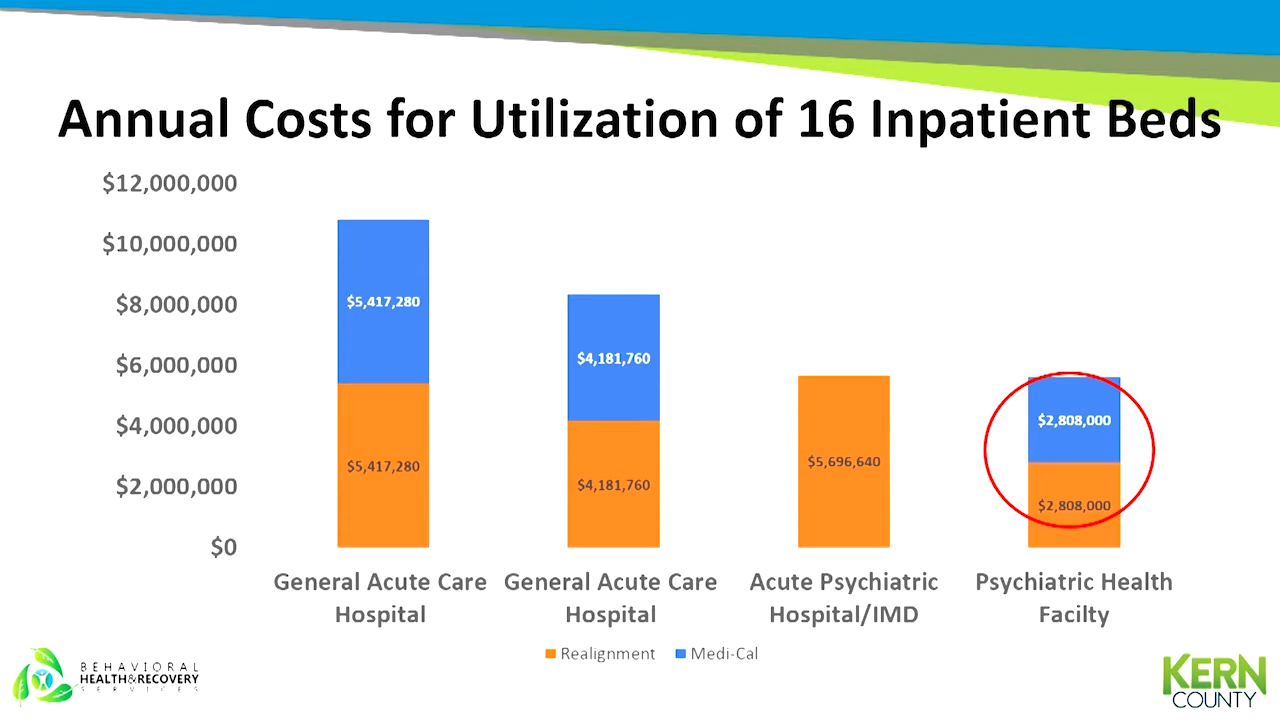 Annual Costs for Utilization of 16 Inpatient Beds
$12,000,000
$10,000,000
$8,000,000
$6,000,000
$4,000,000
$2,000,000
$0
$5,417,280
$5,417,280
$4,181,760
$4,181,760
$5,696,640
$2,808,000
$2,808,000
General Acute Care
Hospital
General Acute Care
Hospital
Acute Psychiatric
Hospital/IMD
Psychiatric Health
Facilty
Realignment
Medi-Cal
BEHAVIORAL
HEALTH&RECOVERY
SERVICES
KERN
COUNTY